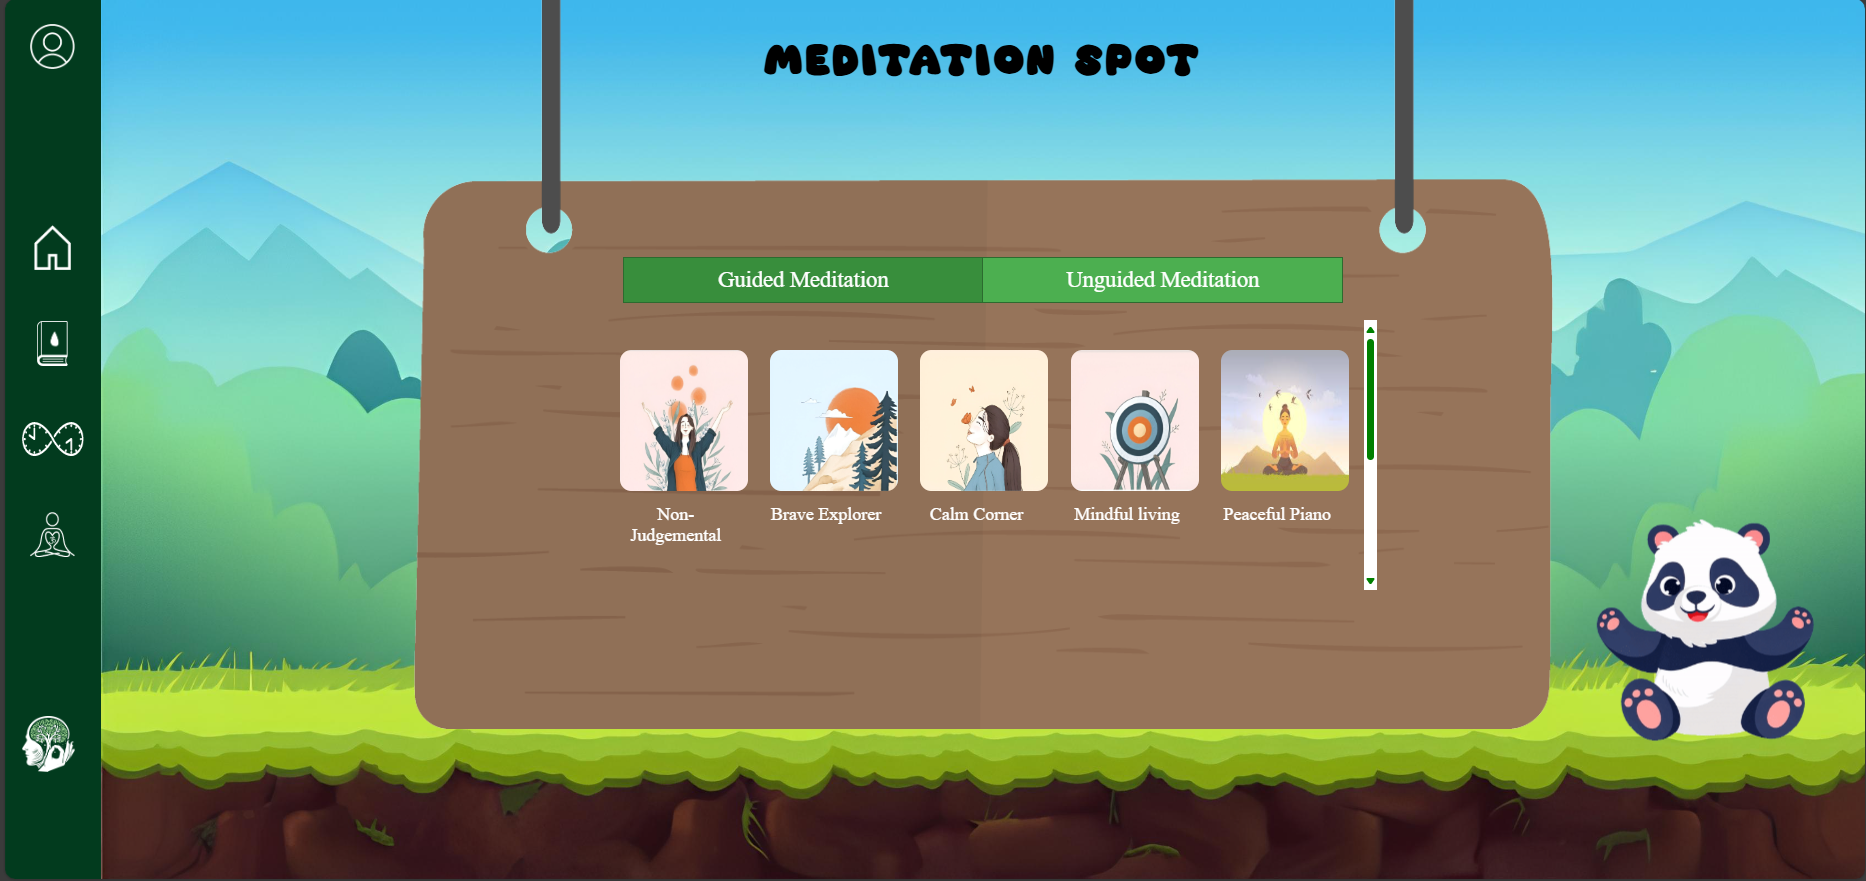 MEDITATION SPOT
Guided Meditation
Unguided Meditation
Non-
Judgemental
Brave Explorer
Calm Corner
Mindful living
Peaceful Piano